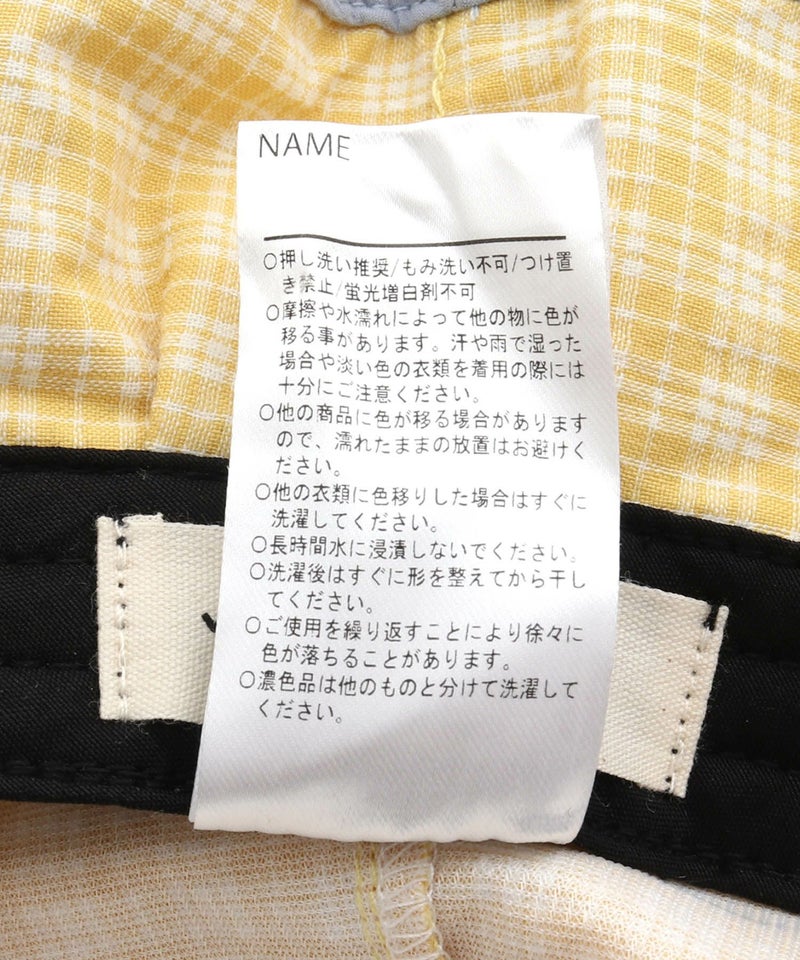 NAME
○押し洗い推奨/もみ洗い不可/つけ置
き禁止/蛍光増白剤不可
○摩擦や水濡れによって他の物に色が
移る事があります。汗や雨で湿った
場合や淡い色の衣類を着用の際には
十分にご注意ください。
○他の商品に色が移る場合があります
ので、濡れたままの放置はお避けく
ださい。
○他の衣類に色移りした場合はすぐに
洗濯してください。
○長時間水に浸漬しないでください。
○洗濯後はすぐに形を整えてから干し
てください。
○ご使用を繰り返すことにより徐々に
色が落ちることがあります。
○濃色品は他のものと分けて洗濯して
ください。